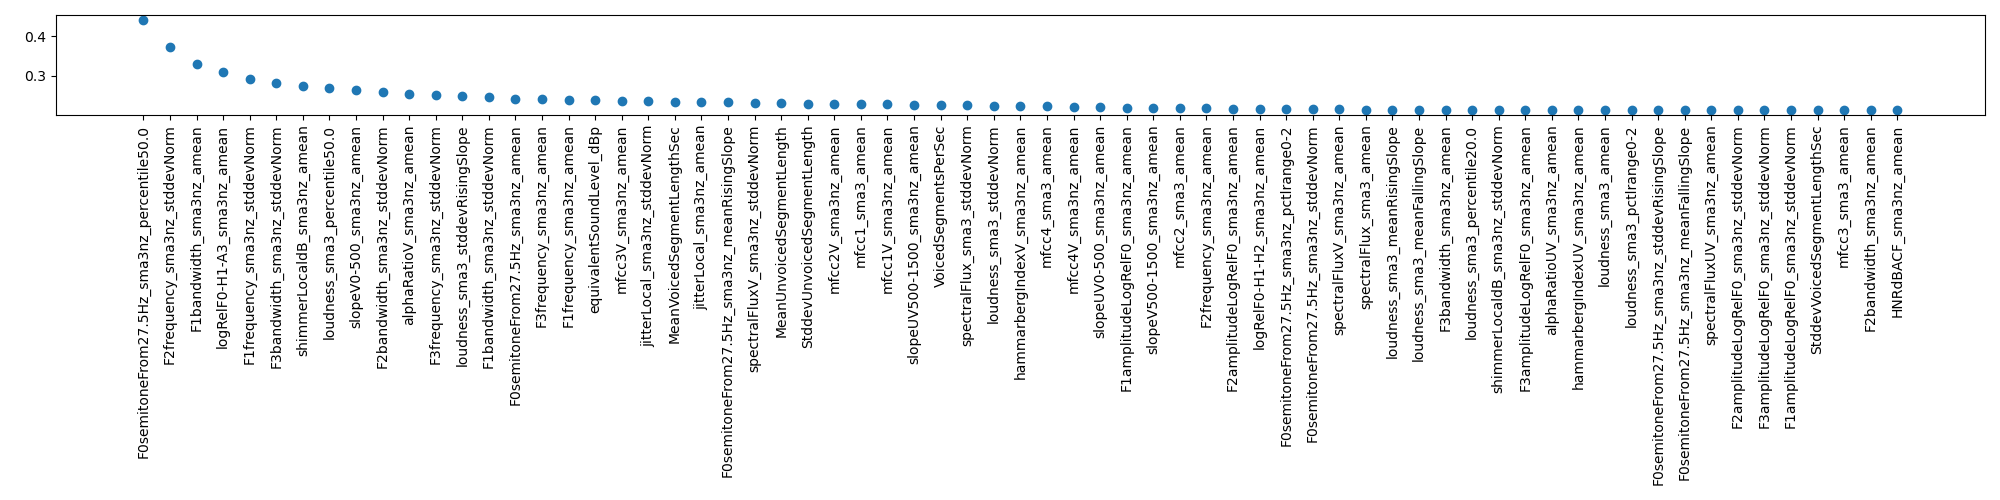 0.4
0.3
F0semitoneFrom27.5Hz_sma3nz_percentile50.0
F2frequency_sma3nz_stddevNorm
F1bandwidth_sma3nz_amean
logRelF0-H1-A3_sma3nz_amean
F1frequency_sma3nz_stddevNorm
F3bandwidth_sma3nz_stddevNorm
shimmerLocaldB_sma3nz_amean
loudness_sma3_percentile50.0
slopeV0-500_sma3nz_amean
F2bandwidth_sma3nz_stddevNorm
alphaRatioV_sma3nz_amean
F3frequency_sma3nz_stddevNorm
loudness_sma3_stddevRisingSlope
F1bandwidth_sma3nz_stddevNorm
F0semitoneFrom27.5Hz_sma3nz_amean
F3frequency_sma3nz_amean
F1frequency_sma3nz_amean
equivalentSoundLevel_dBp
mfcc3V_sma3nz_amean
jitterLocal_sma3nz_stddevNorm
MeanVoicedSegmentLengthSec
jitterLocal_sma3nz_amean
F0semitoneFrom27.5Hz_sma3nz_meanRisingSlope
spectralFluxV_sma3nz_stddevNorm
MeanUnvoicedSegmentLength
StddevUnvoicedSegmentLength
mfcc2V_sma3nz_amean
mfcc1_sma3_amean
mfcc1V_sma3nz_amean
slopeUV500-1500_sma3nz_amean
VoicedSegmentsPerSec
spectralFlux_sma3_stddevNorm
loudness_sma3_stddevNorm
hammarbergIndexV_sma3nz_amean
mfcc4_sma3_amean
mfcc4V_sma3nz_amean
slopeUV0-500_sma3nz_amean
F1amplitudeLogRelF0_sma3nz_amean
slopeV500-1500_sma3nz_amean
mfcc2_sma3_amean
F2frequency_sma3nz_amean
F2amplitudeLogRelF0_sma3nz_amean
logRelF0-H1-H2_sma3nz_amean
F0semitoneFrom27.5Hz_sma3nz_pctlrange0-2
F0semitoneFrom27.5Hz_sma3nz_stddevNorm
spectralFluxV_sma3nz_amean
spectralFlux_sma3_amean
loudness_sma3_meanRisingSlope
loudness_sma3_meanFallingSlope
F3bandwidth_sma3nz_amean
loudness_sma3_percentile20.0
shimmerLocaldB_sma3nz_stddevNorm
F3amplitudeLogRelF0_sma3nz_amean
alphaRatioUV_sma3nz_amean
hammarbergIndexUV_sma3nz_amean
loudness_sma3_amean
loudness_sma3_pctlrange0-2
F0semitoneFrom27.5Hz_sma3nz_stddevRisingSlope
F0semitoneFrom27.5Hz_sma3nz_meanFallingSlope
spectralFluxUV_sma3nz_amean
F2amplitudeLogRelF0_sma3nz_stddevNorm
F3amplitudeLogRelF0_sma3nz_stddevNorm
F1amplitudeLogRelF0_sma3nz_stddevNorm
StddevVoicedSegmentLengthSec
mfcc3_sma3_amean
F2bandwidth_sma3nz_amean
HNRdBACF_sma3nz_amean